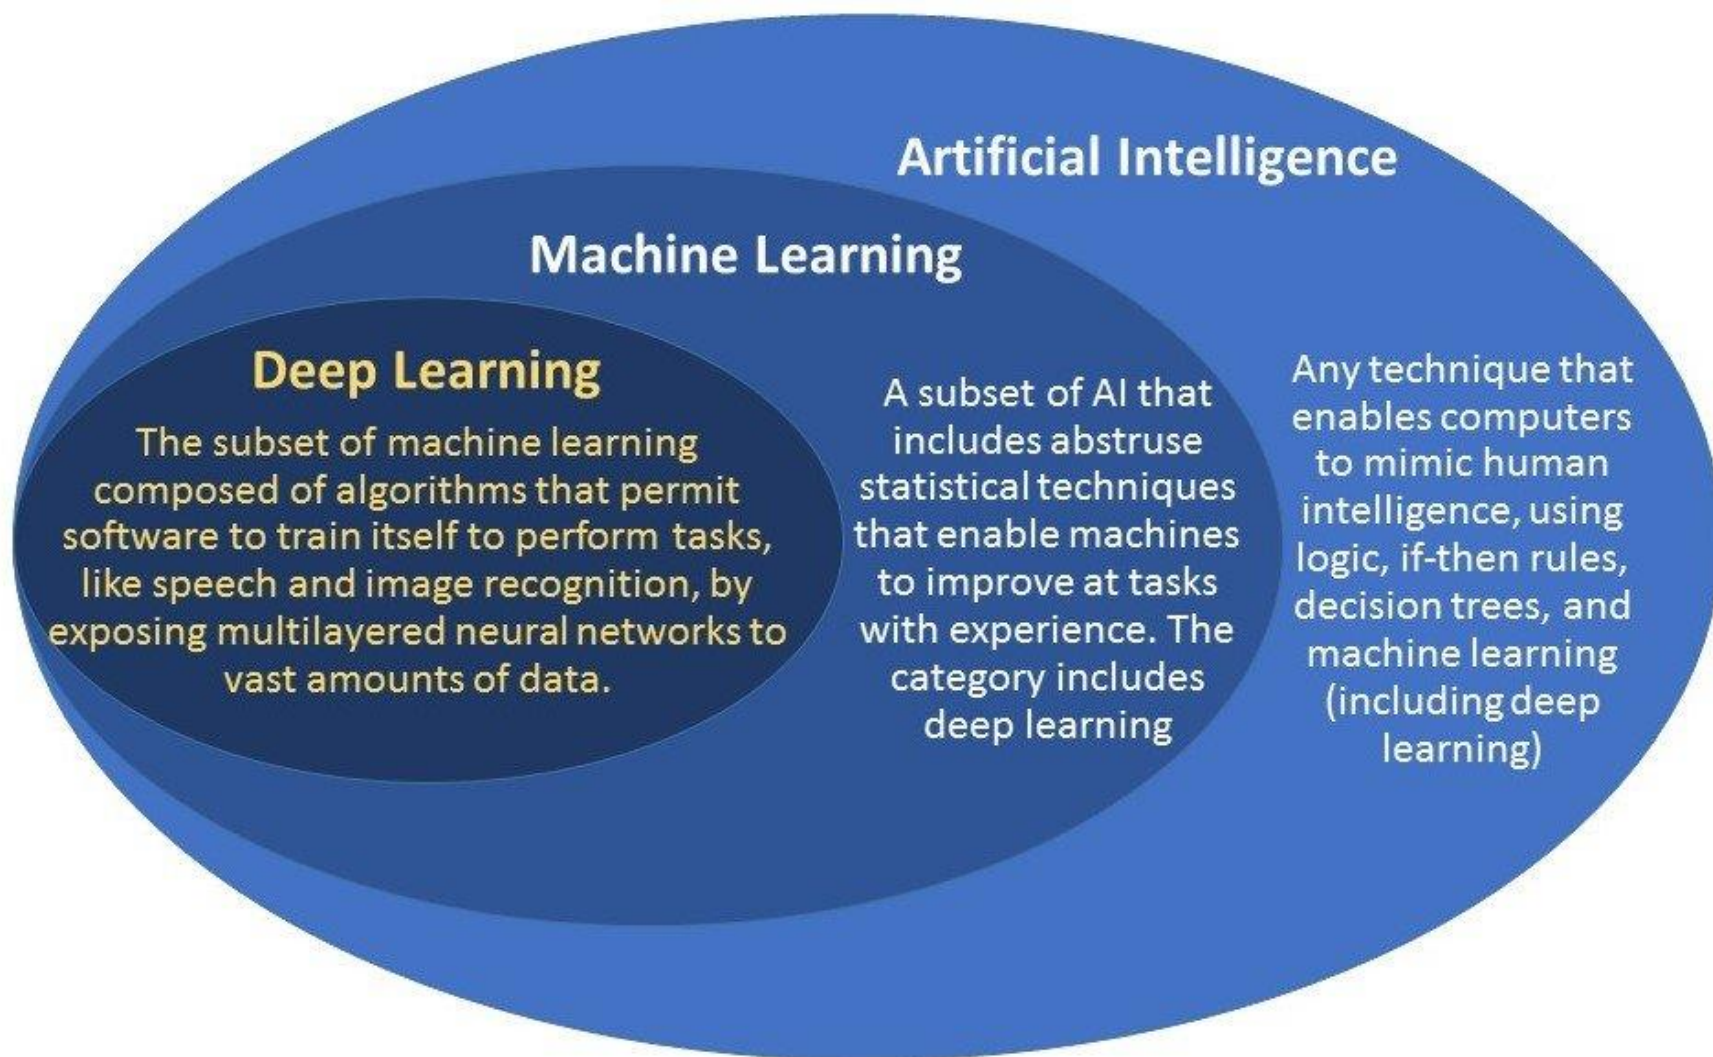 Artificial Intelligence
Machine Learning
Deep Learning
The subset of machine learning
composed of algorithms that permit
software to train itself to perform tasks,
like speech and image recognition, by
exposing multilayered neural networks to
vast amounts of data.
A subset of AI that
includes abstruse
statistical techniques
that enable machines
to improve at tasks
with experience. The
category includes
deep learning
Any technique that
enables computers
to mimic human
intelligence, using
logic, if-then rules,
decision trees, and
machine learning
(including deep
learning)